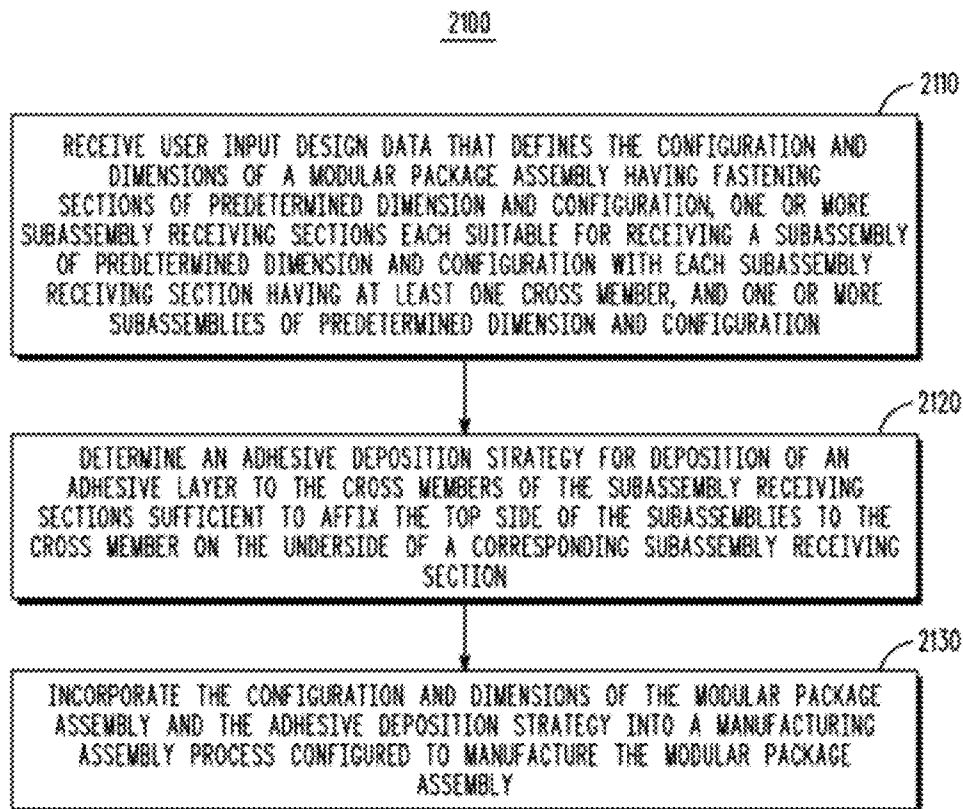 2100
2110
RECEIVE USER INPUT DESIGN DATA THAT DEFINES THE CONFIGURATION AND
DIMENSIONS OF A MODULAR PACKAGE ASSEMBLY HAVING FASTENING
SECTIONS OF PREDETERMINED DIMENSION AND CONFIGURATION, ONE OR MORE
SUBASSEMBLY RECEIVING SECTIONS EACH SUITABLE FOR RECEIVING A SUBASSEMBLY
OF PREDETERMINED DIMENSION AND CONFIGURATION WITH EACH SUBASSEMBLY
RECEIVING SECTION HAVING AT LEAST ONE CROSS MEMBER, AND ONE OR MORE
SUBASSEMBLIES OF PREDETERMINED DIMENSION AND CONFIGURATION
2120
DETERMINE AN ADHESIVE DEPOSITION STRATEGY FOR DEPOSITION OF AN
ADHESIVE LAYER TO THE CROSS MEMBERS OF THE SUBASSEMBLY RECEIVING
SECTIONS SUFFICIENT TO AFFIX THE TOP SIDE OF THE SUBASSEMBLIES TO THE
CROSS MEMBER ON THE UNDERSIDE OF A CORRESPONDING SUBASSEMBLY RECEIVING
SECTION
2130
INCORPORATE THE CONFIGURATION AND DIMENSIONS OF THE MODULAR PACKAGE
ASSEMBLY AND THE ADHESIVE DEPOSITION STRATEGY INTO A MANUFACTURING
ASSEMBLY PROCESS CONFIGURED TO MANUFACTURE THE MODULAR PACKAGE
ASSEMBLY